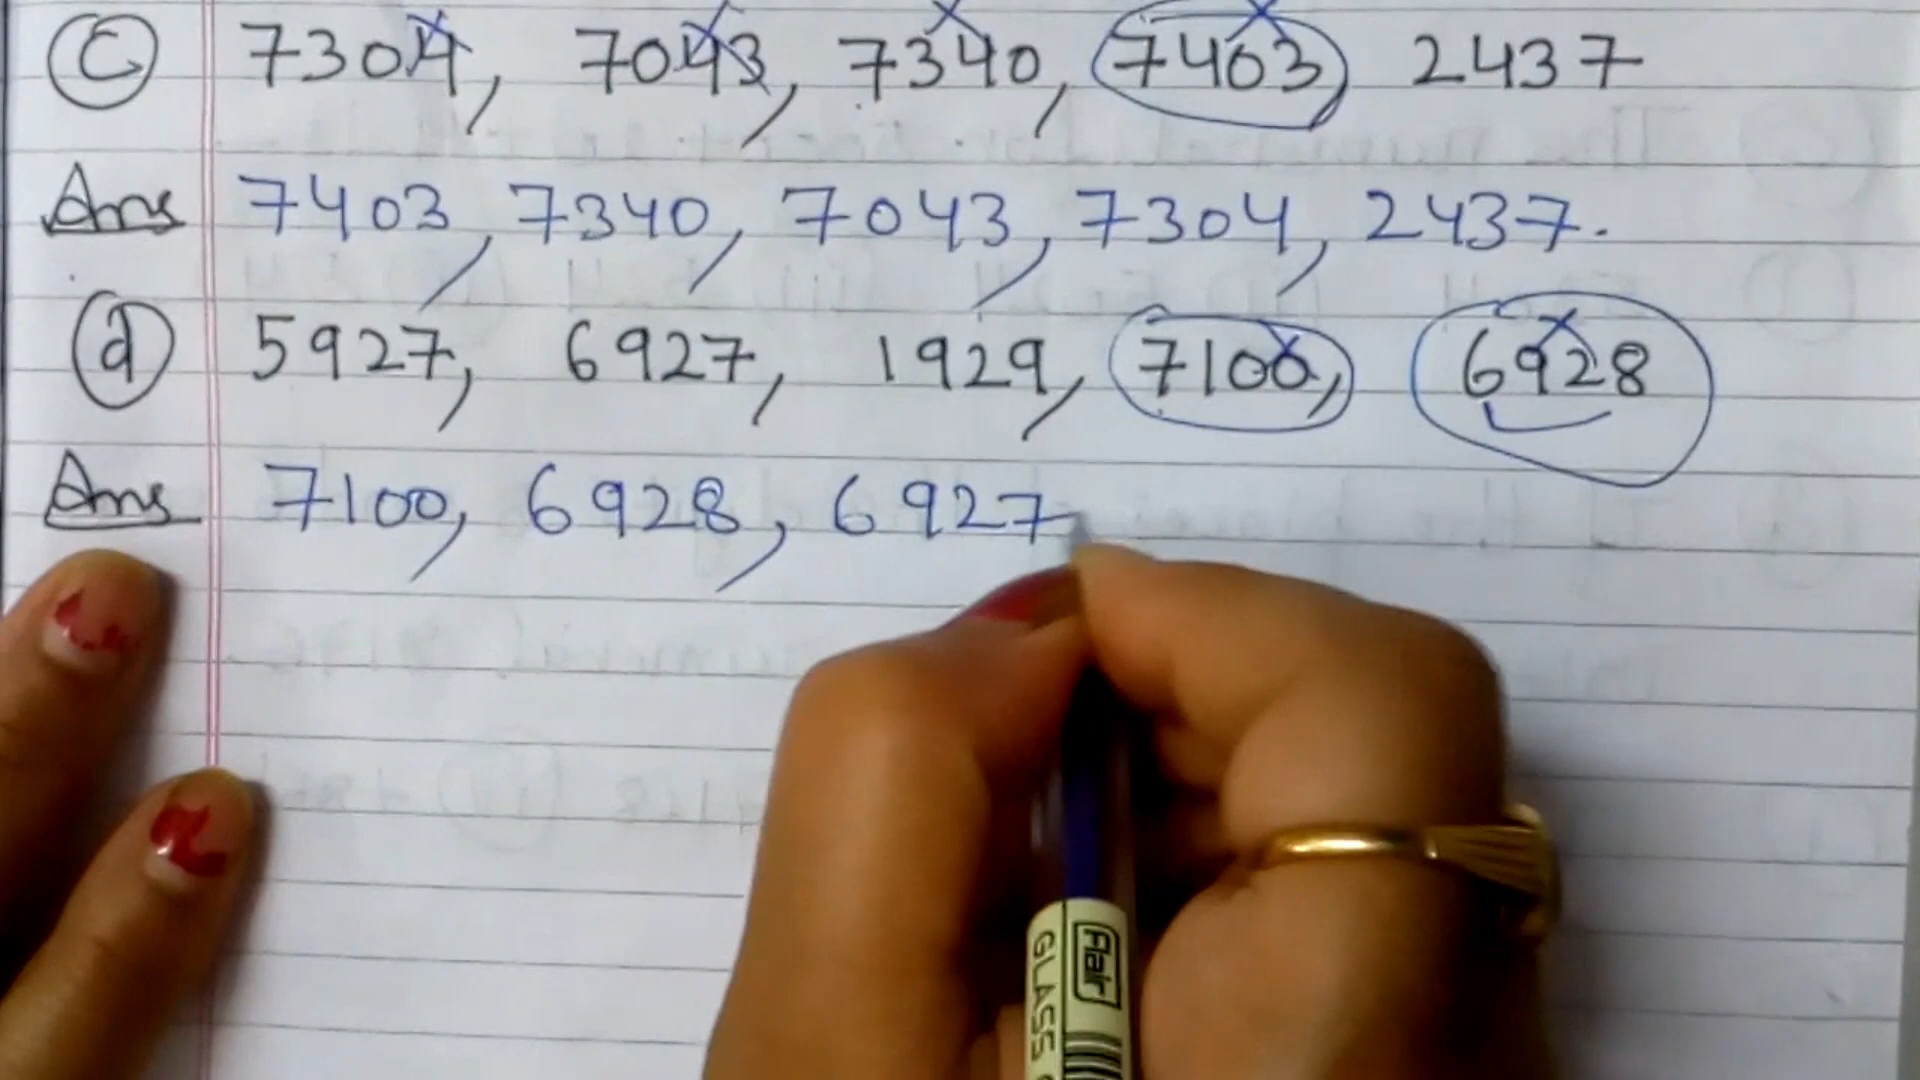 C 7304, 7043, 7340, 7403 2437
Ans 7403, 7340, 7043, 7304, 2437.
d 5927, 6927, 1929, 7100, 6928
Ans 7100, 6928, 6927
Flair
GLASS